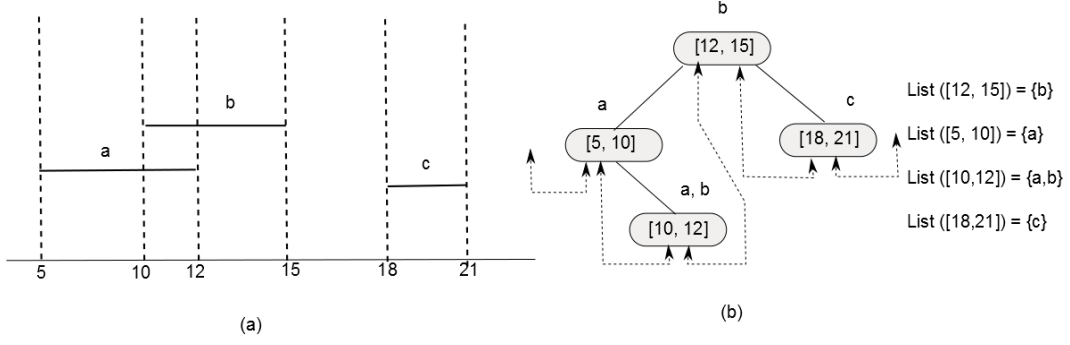 b
a
c
5 10 12 15 18 21
(a)
b
[12, 15]
a
c
[5, 10]
[18, 21]
a, b
[10, 12]
(b)
List ([12, 15]) = {b}
List ([5, 10]) = {a}
List ([10,12]) = {a,b}
List ([18,21]) = {c}